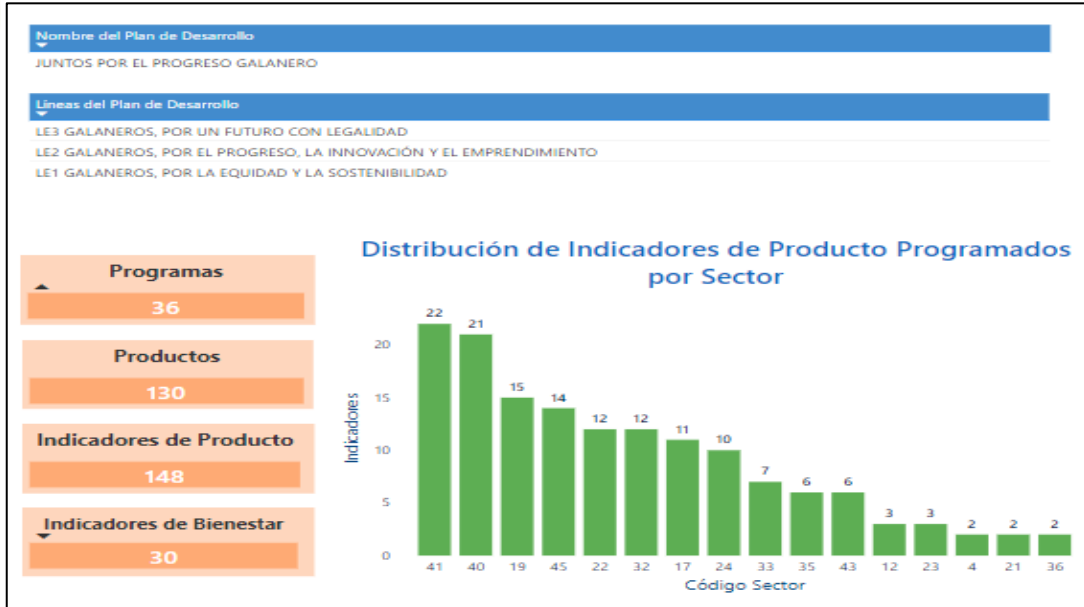 Nombre del Plan de Desarrollo
JUNTOS POR EL PROGRESO GALANERO
Líneas del Plan de Desarrollo
LE3 GALANEROS, POR UN FUTURO CON LEGALIDAD
LE2 GALANEROS, POR EL PROGRESO, LA INNOVACIÓN Y EL EMPRENDIMIENTO
LE1 GALANEROS, POR LA EQUIDAD Y LA SOSTENIBILIDAD
Programas
36
Productos
130
Indicadores de Producto
148
Indicadores de Bienestar
30
Distribución de Indicadores de Producto Programados
por Sector
Indicadores
20
15
10
5
0
22 21 15 14 12 12 11 10 7 6 6 3 3 2 2 2
41 40 19 45 22 32 17 24 33 35 43 12 23 4 21 36
Código Sector